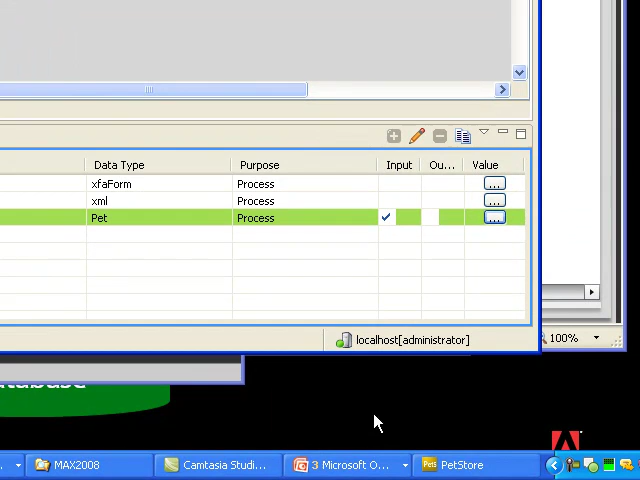 Data Type Purpose Input Ou... Value
xfaForm Process ...
xml Process ...
Pet Process ...
localhost[administrator]
100%
MAX2008 Camtasia Studi... 3 Microsoft O... Pets PetStore